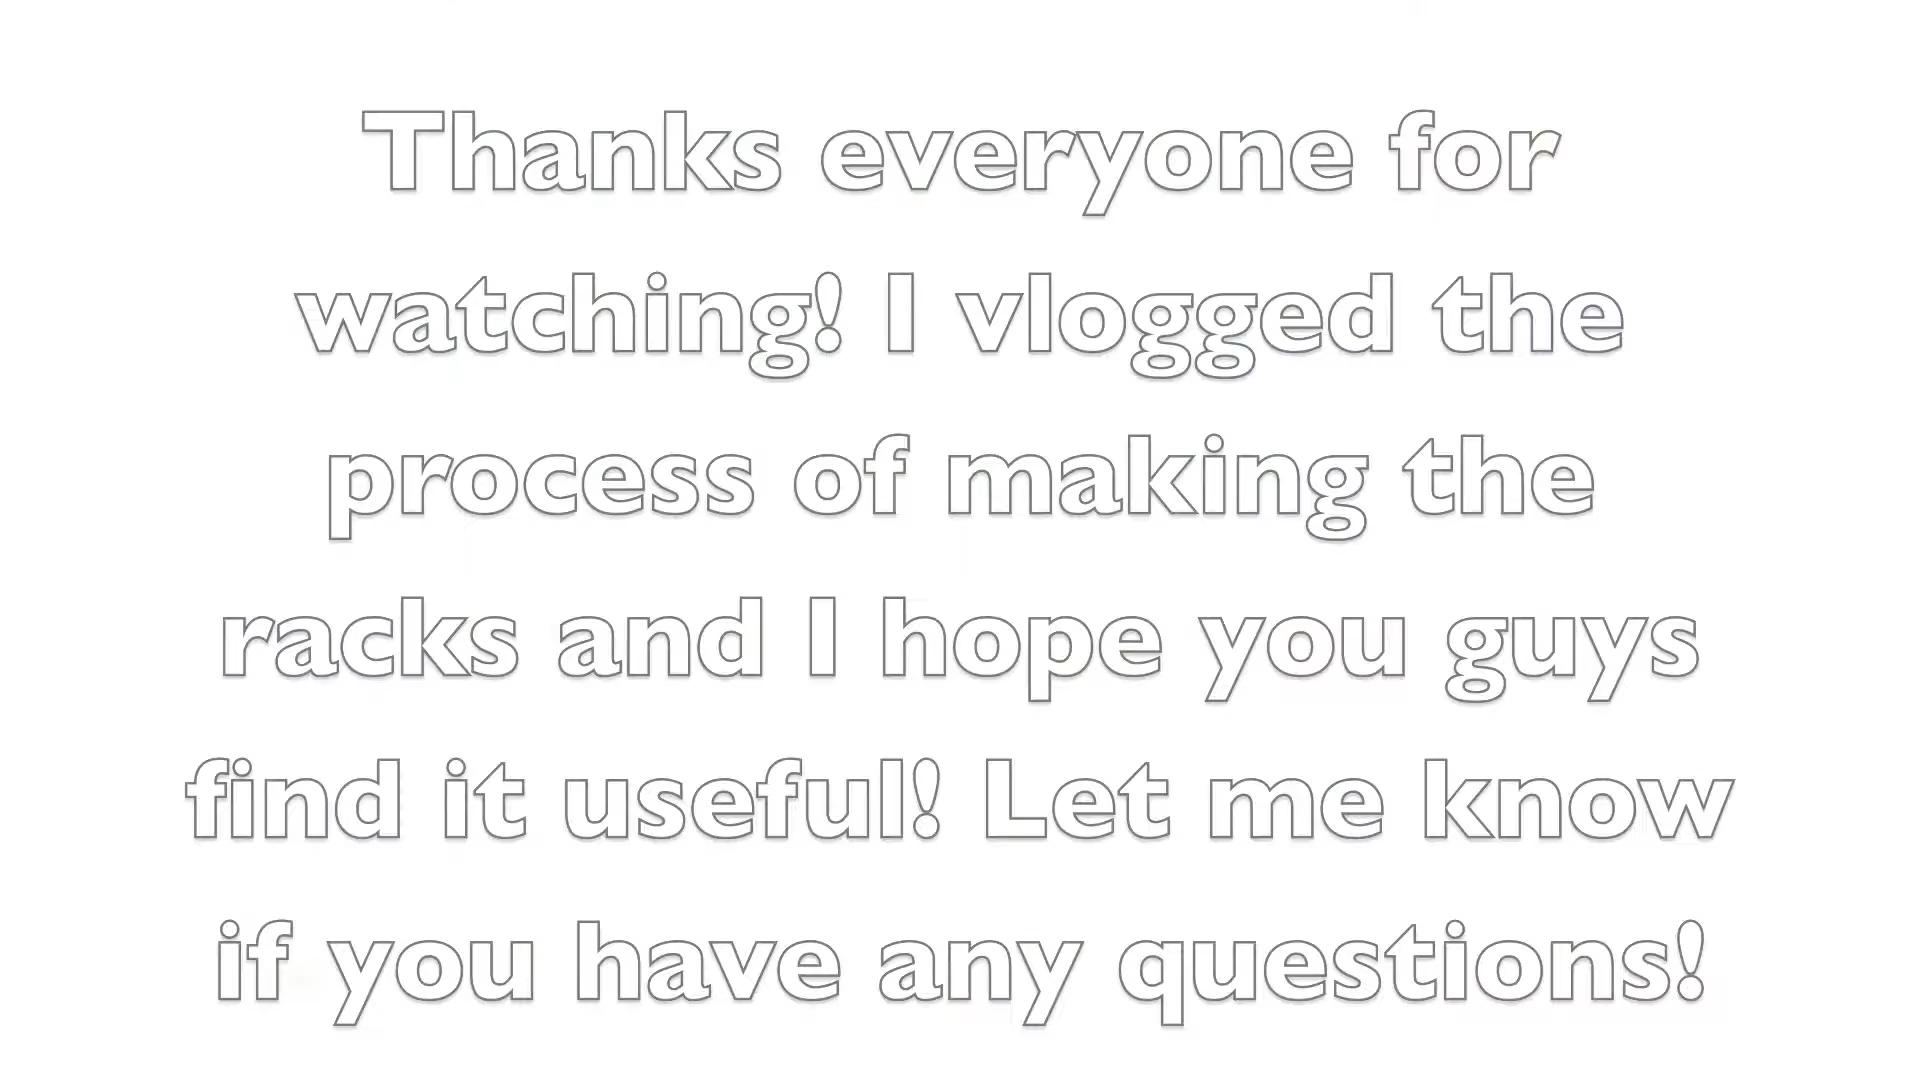 Thanks everyone for
watching! I vlogged the
process of making the
racks and I hope you guys
find it useful! Let me know
if you have any questions!